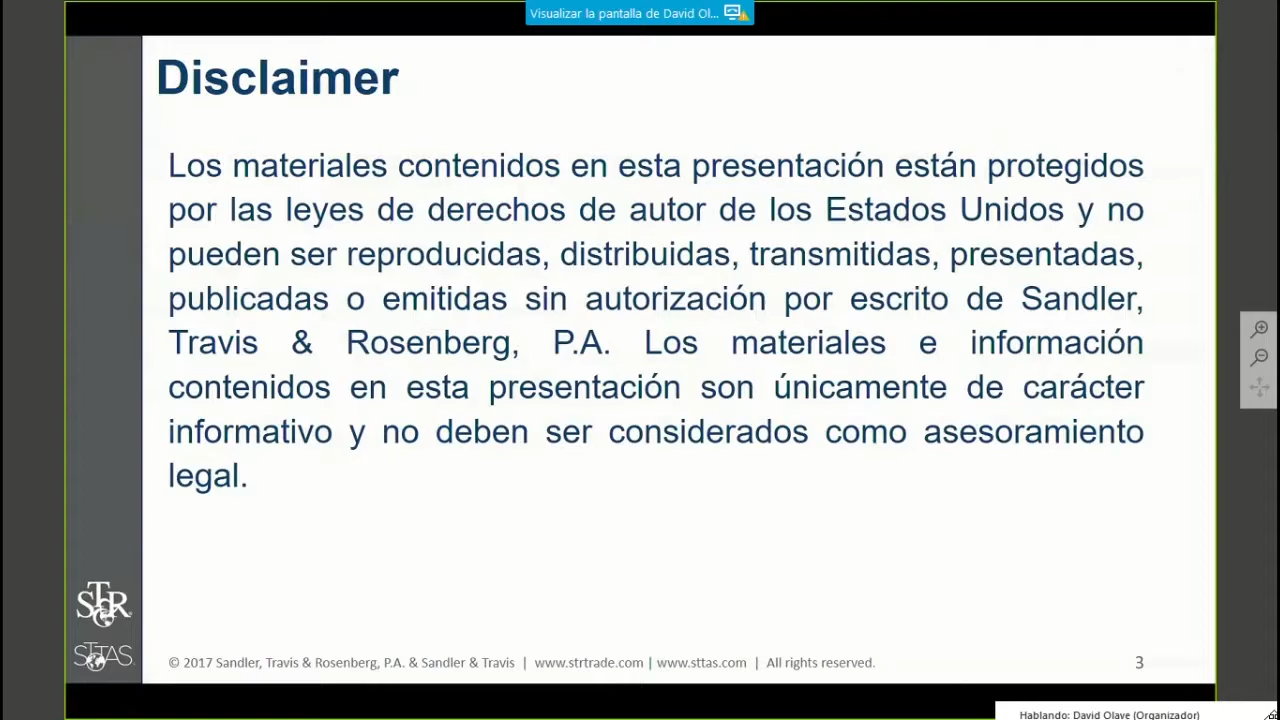 Visualizar la pantalla de David Ol...
Disclaimer
Los materiales contenidos en esta presentación están protegidos
por las leyes de derechos de autor de los Estados Unidos y no
pueden ser reproducidas, distribuidas, transmitidas, presentadas,
publicadas o emitidas sin autorización por escrito de Sandler,
Travis & Rosenberg, P.A. Los materiales e información
contenidos en esta presentación son únicamente de carácter
informativo y no deben ser considerados como asesoramiento
legal.
STTAS
© 2017 Sandler, Travis & Rosenberg, P.A. & Sandler & Travis | www.strtrade.com | www.sttas.com | All rights reserved.
3
Hablando: David Olave (Organizador)